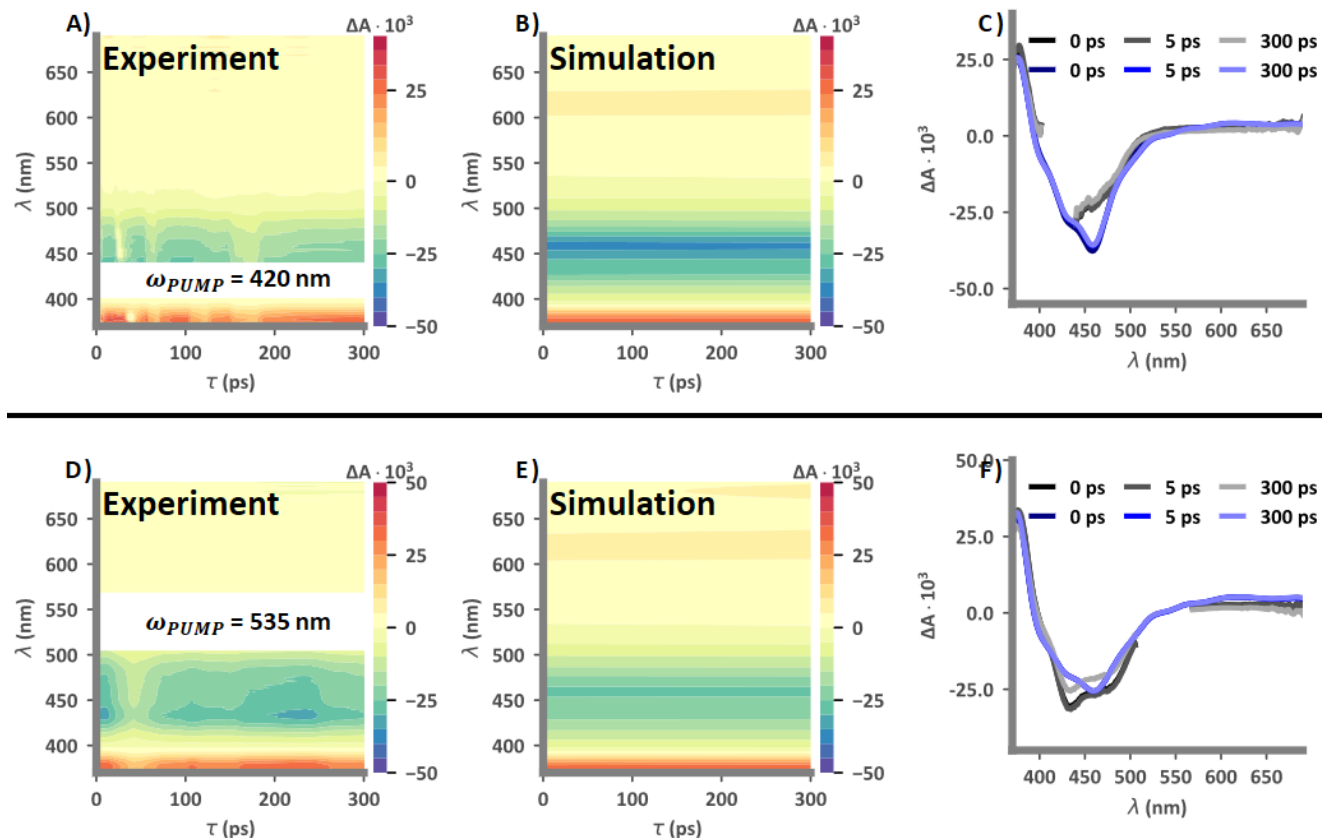 A)
ΔA · 10³
Experiment
650
600
550
500
450
400
λ (nm)
ω_PUMP = 420 nm
25
0
−25
−50
0
100
200
300
τ (ps)
B)
ΔA · 10³
Simulation
650
600
550
500
450
400
λ (nm)
25
0
−25
−50
0
100
200
300
τ (ps)
C)
0 ps 5 ps 300 ps
0 ps 5 ps 300 ps
25.0
0.0
-25.0
-50.0
ΔA · 10³
400 450 500 550 600 650
λ (nm)
D)
ΔA · 10³
Experiment
650
600
550
500
450
400
λ (nm)
ω_PUMP = 535 nm
50
25
0
−25
−50
0
100
200
300
τ (ps)
E)
ΔA · 10³
Simulation
650
600
550
500
450
400
λ (nm)
50
25
0
−25
−50
0
100
200
300
τ (ps)
F)
50.0
0 ps 5 ps 300 ps
0 ps 5 ps 300 ps
25.0
0.0
-25.0
ΔA · 10³
400 450 500 550 600 650
λ (nm)